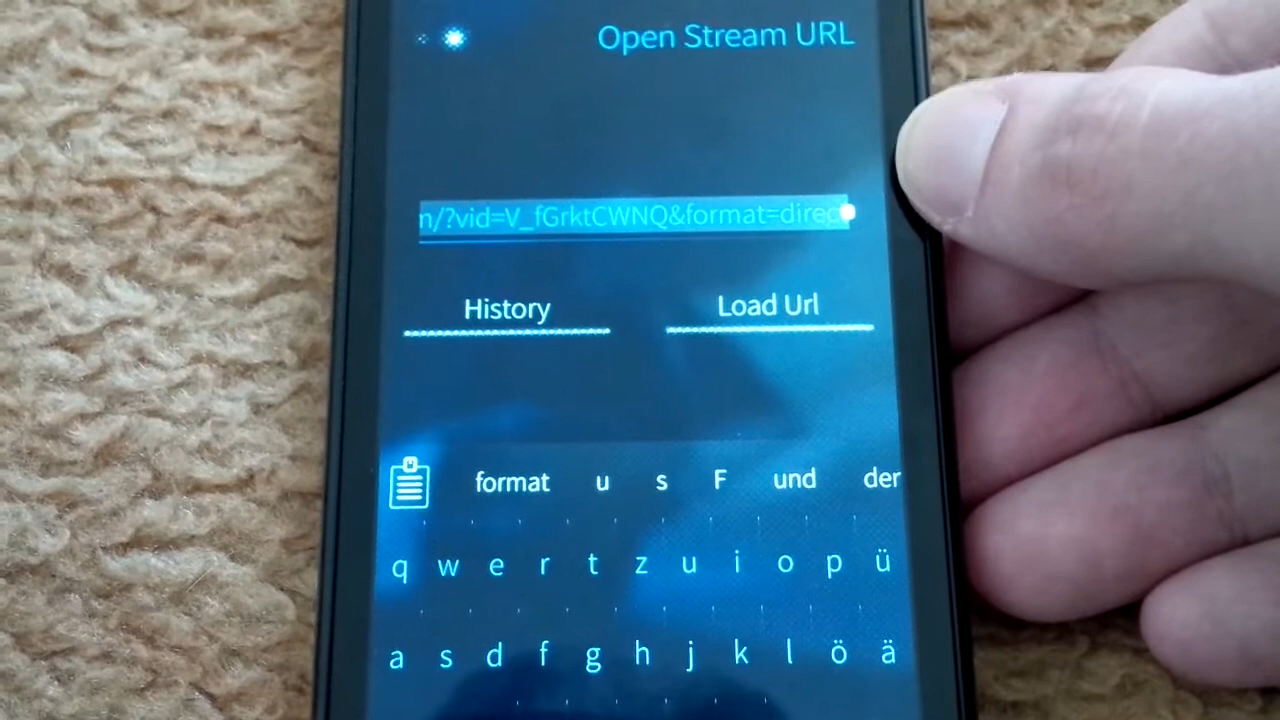 Open Stream URL
n/?vid=V_fGrktCWNQ&format=direc
History Load Url
format u s F und der
q w e r t z u i o p ü
a s d f g h j k l ö ä